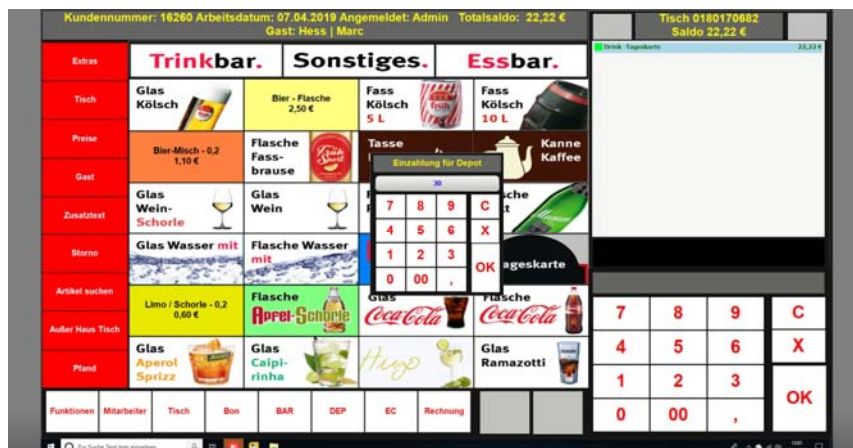 Kundennummer: 16260 Arbeitsdatum: 07.04.2019 Angemeldet: Admin Totalsaldo: 22,22 €
Gast: Hess | Marc
Tisch 0180170682
Saldo 22,22 €
Drink -Tageskarte 22,22 €
Extras
Tisch
Preise
Gast
Zusatztext
Storno
Artikel suchen
Außer Haus Tisch
Pfand
Trinkbar. Sonstiges. Essbar.
Glas
Kölsch
Bier - Flasche
2,50 €
Fass
Kölsch
5 L
früh
Fass
Kölsch
10 L
Bier-Misch - 0,2
1,10 €
Flasche
Fass-
brause
Tasse
Kanne
Kaffee
Glas
Wein-
Schorle
Glas
Wein
Glas Wasser mit
Flasche Wasser
mit
ageskarte
Limo / Schorle - 0,2
0,60 €
Flasche
Apfel-Schorle
Glas
Coca-Cola
Flasche
Coca-Cola
Glas
Aperol
Sprizz
Glas
Caipi-
rinha
Hugo
Glas
Ramazotti
Einzahlung für Depot
30
7 8 9 C
4 5 6 X
1 2 3
OK
0 00 ,
7 8 9 C
4 5 6 X
1 2 3
OK
0 00 ,
Funktionen Mitarbeiter Tisch Bon BAR DEP EC Rechnung